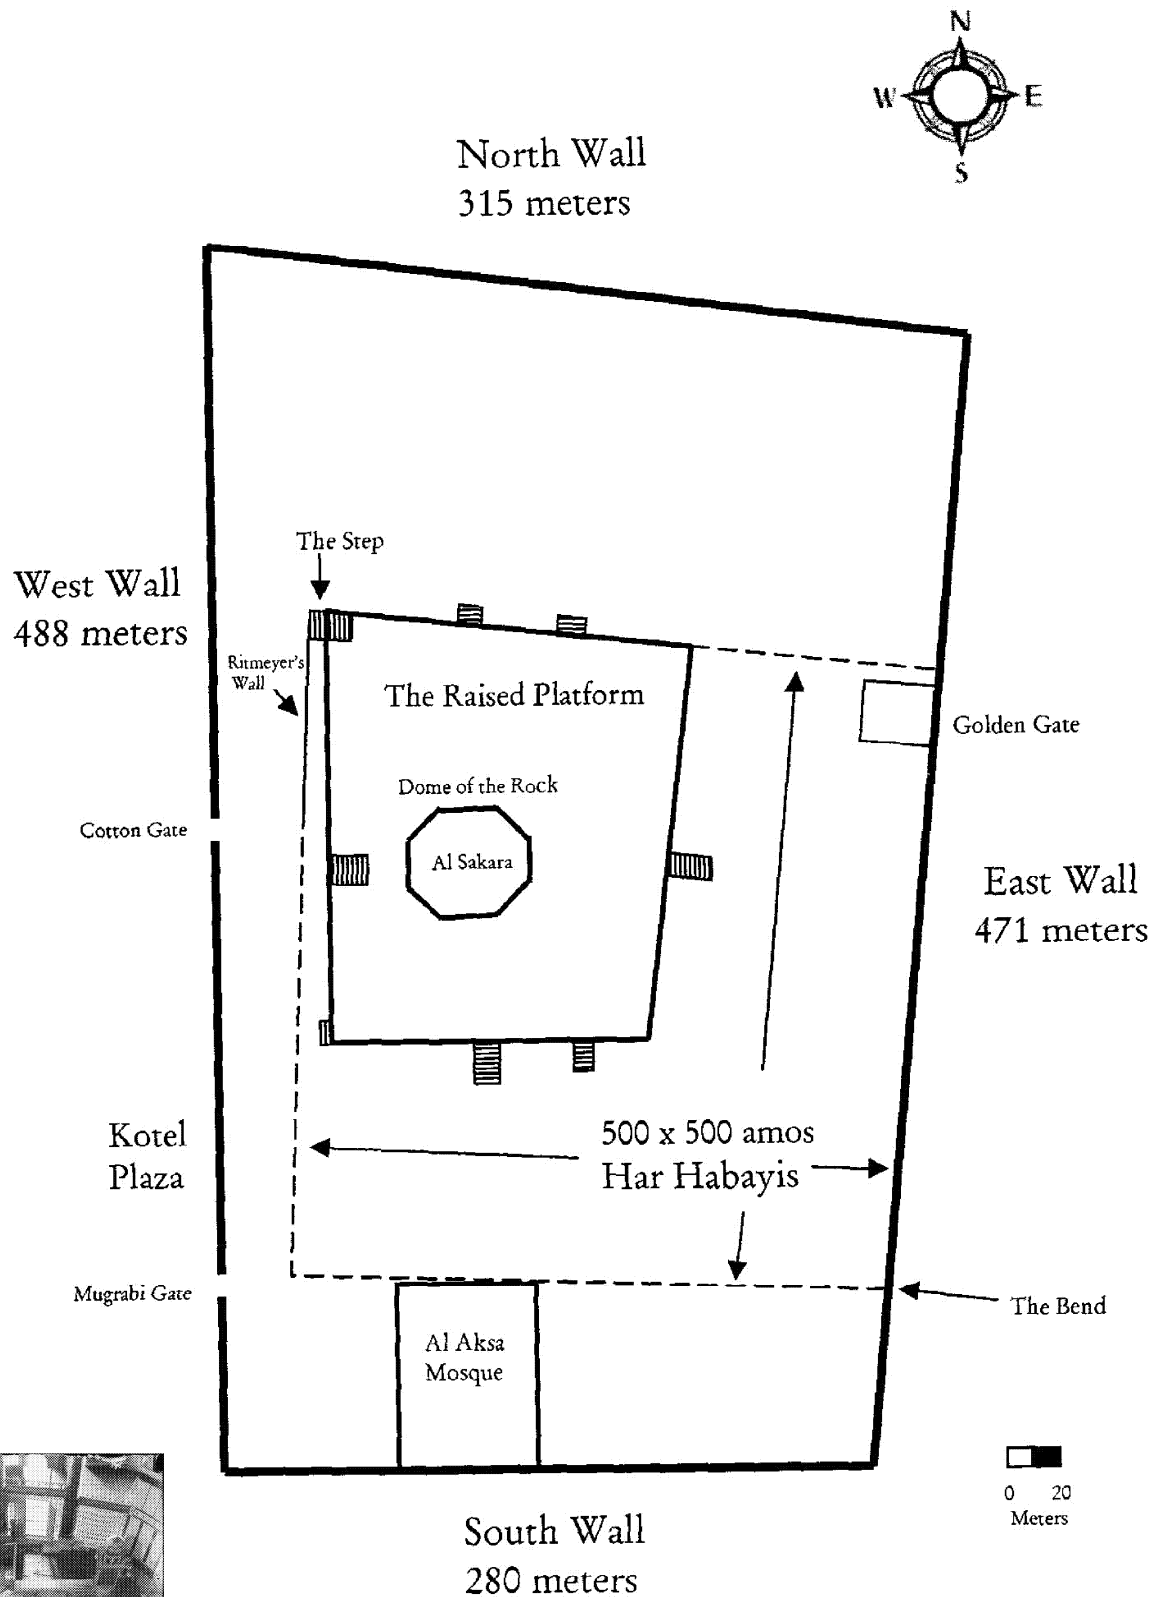 N
W E
S
North Wall
315 meters
The Step
West Wall
488 meters
Ritmeyer's
Wall
The Raised Platform
Golden Gate
Dome of the Rock
Cotton Gate
Al Sakara
East Wall
471 meters
Kotel
Plaza
500 x 500 amos
Har Habayis
Mugrabi Gate
The Bend
Al Aksa
Mosque
0 20
Meters
South Wall
280 meters